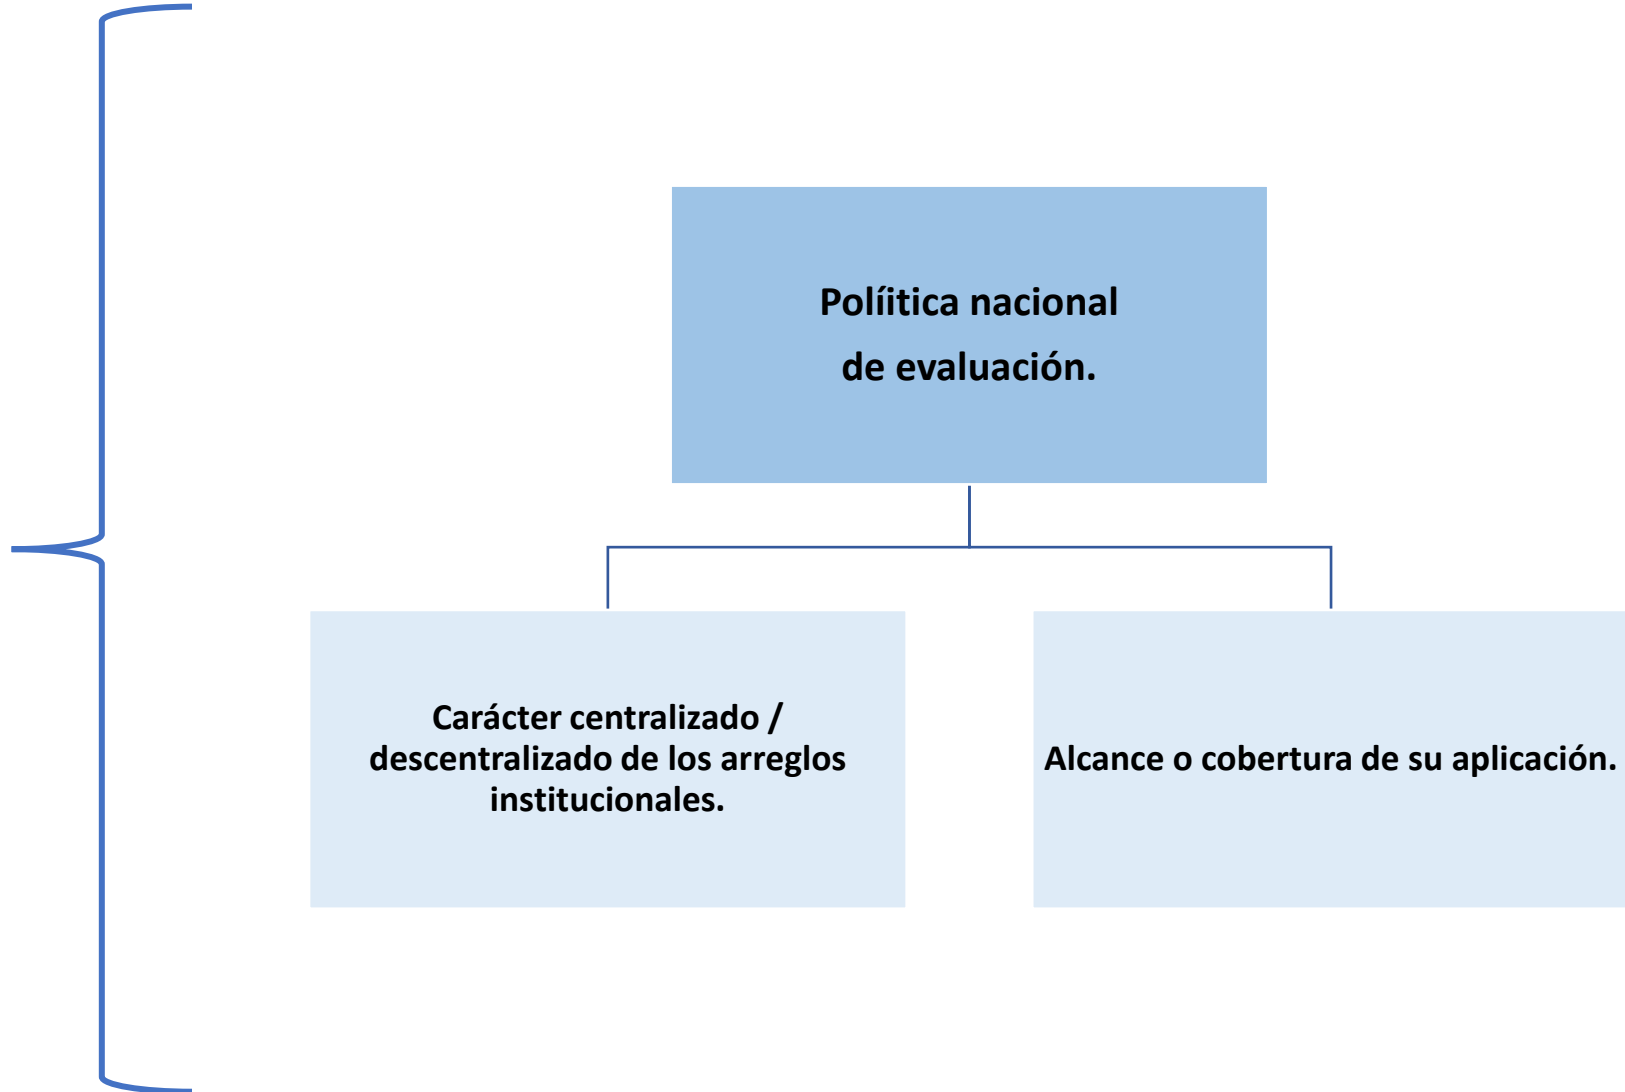 Políitica nacional
de evaluación.
Carácter centralizado /
descentralizado de los arreglos
institucionales.
Alcance o cobertura de su aplicación.